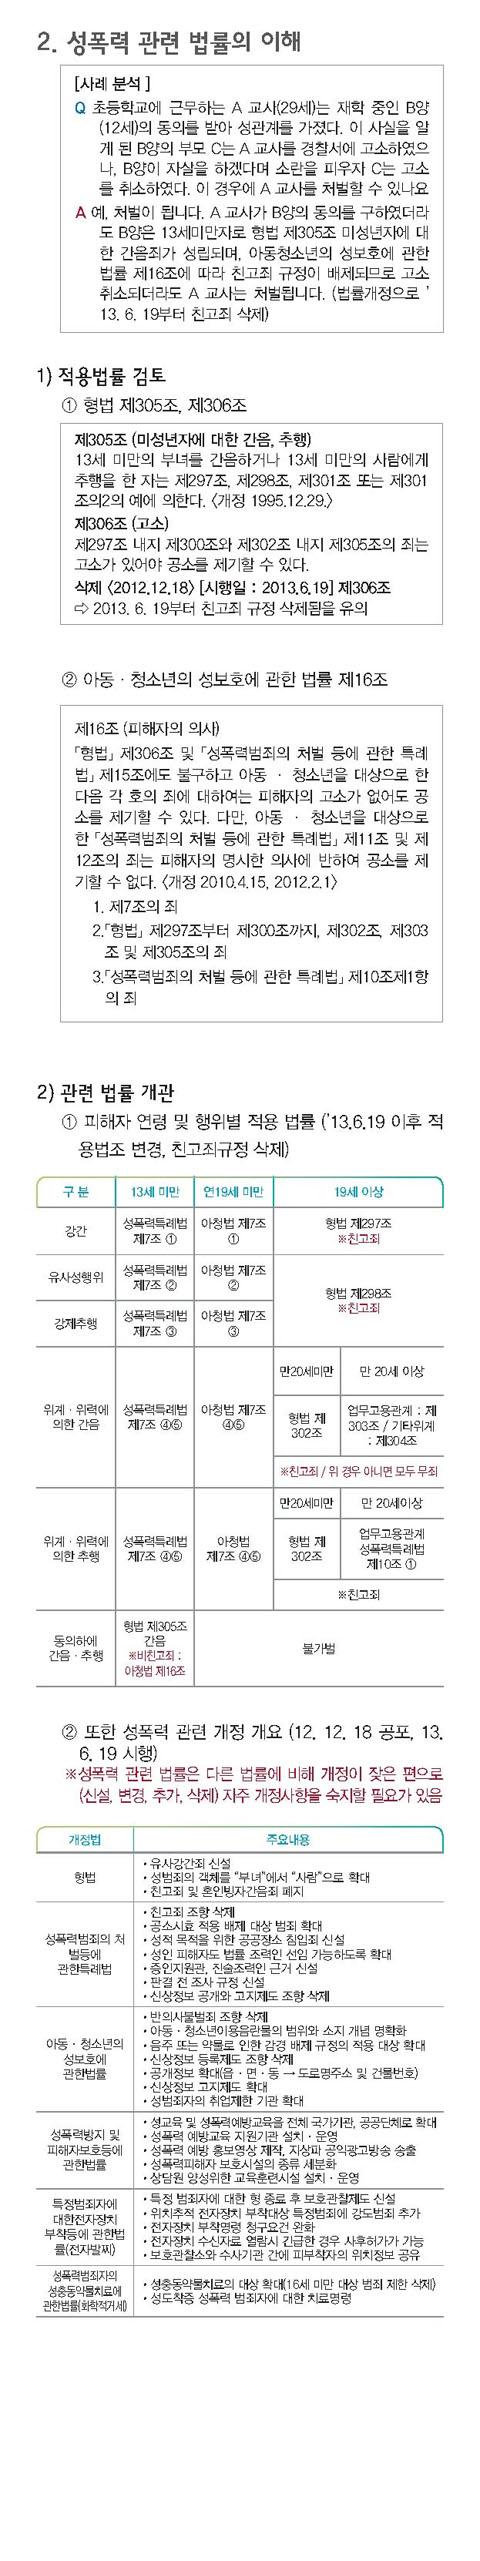 2. 성폭력 관련 법률의 이해
[사례 분석 ]
Q 초등학교에 근무하는 A 교사(29세)는 재학 중인 B양
(12세)의 동의를 받아 성관계를 가졌다. 이 사실을 알
게 된 B양의 부모 C는 A 교사를 경찰서에 고소하였으
나, B양이 자살을 하겠다며 소란을 피우자 C는 고소
를 취소하였다. 이 경우에 A 교사를 처벌할 수 있나요
A 예, 처벌이 됩니다. A 교사가 B양의 동의를 구하였더라
도 B양은 13세미만자로 형법 제305조 미성년자에 대
한 간음죄가 성립되며, 아동청소년의 성보호에 관한
법률 제16조에 따라 친고죄 규정이 배제되므로 고소
취소되더라도 A 교사는 처벌됩니다. (법률개정으로 '
13. 6. 19부터 친고죄 삭제)
1) 적용법률 검토
① 형법 제305조, 제306조
제305조 (미성년자에 대한 간음, 추행)
13세 미만의 부녀를 간음하거나 13세 미만의 사람에게
추행을 한 자는 제297조, 제298조, 제301조 또는 제301
조의2의 예에 의한다. <개정 1995.12.29.>
제306조 (고소)
제297조 내지 제300조와 제302조 내지 제305조의 죄는
고소가 있어야 공소를 제기할 수 있다.
삭제 <2012.12.18> [시행일 : 2013.6.19] 제306조
⇨ 2013. 6. 19부터 친고죄 규정 삭제됨을 유의
② 아동 · 청소년의 성보호에 관한 법률 제16조
제16조 (피해자의 의사)
「형법」 제306조 및 「성폭력범죄의 처벌 등에 관한 특례
법」 제15조에도 불구하고 아동 · 청소년을 대상으로 한
다음 각 호의 죄에 대하여는 피해자의 고소가 없어도 공
소를 제기할 수 있다. 다만, 아동 · 청소년을 대상으로
한 「성폭력범죄의 처벌 등에 관한 특례법」 제11조 및 제
12조의 죄는 피해자의 명시한 의사에 반하여 공소를 제
기할 수 없다. <개정 2010.4.15, 2012.2.1>
1. 제7조의 죄
2.「형법」 제297조부터 제300조까지, 제302조, 제303
조 및 제305조의 죄
3.「성폭력범죄의 처벌 등에 관한 특례법」 제10조제1항
의 죄
2) 관련 법률 개관
① 피해자 연령 및 행위별 적용 법률 ('13.6.19 이후 적
용법조 변경, 친고죄규정 삭제)
구 분 13세 미만 연19세 미만 19세 이상
강간 성폭력특례법 제7조 ① 아청법 제7조 ① 형법 제297조 ※친고죄
유사성행위 성폭력특례법 제7조 ② 아청법 제7조 ② 형법 제298조 ※친고죄
강제추행 성폭력특례법 제7조 ③ 아청법 제7조 ③
위계 · 위력에 의한 간음 성폭력특례법 제7조 ④⑤ 아청법 제7조 ④⑤
만20세미만 만 20세 이상
형법 제302조 업무고용관계 : 제303조 / 기타위계 : 제304조
※친고죄 / 위 경우 아니면 모두 무죄
위계 · 위력에 의한 추행 성폭력특례법 제7조 ④⑤ 아청법 제7조 ④⑤
만20세미만 만 20세이상
형법 제302조 업무고용관계 성폭력특례법 제10조 ①
※친고죄
동의하에 간음 · 추행 형법 제305조 간음 ※비친고죄 : 아청법 제16조 불가벌
② 또한 성폭력 관련 개정 개요 (12. 12. 18 공포, 13.
6. 19 시행)
※성폭력 관련 법률은 다른 법률에 비해 개정이 잦은 편으로
(신설, 변경, 추가, 삭제) 자주 개정사항을 숙지할 필요가 있음
개정법 주요내용
형법
• 유사강간죄 신설
• 성범죄의 객체를 "부녀"에서 "사람"으로 확대
• 친고죄 및 혼인빙자간음죄 폐지
성폭력범죄의 처
벌등에
관한특례법
• 친고죄 조항 삭제
• 공소시효 적용 배제 대상 범죄 확대
• 성적 목적을 위한 공공장소 침입죄 신설
• 성인 피해자도 법률 조력인 선임 가능하도록 확대
• 증인지원관, 진술조력인 근거 신설
• 판결 전 조사 규정 신설
• 신상정보 공개와 고지제도 조항 삭제
아동 · 청소년의
성보호에
관한법률
• 반의사불벌죄 조항 삭제
• 아동 · 청소년이용음란물의 범위와 소지 개념 명확화
• 음주 또는 약물로 인한 감경 배제 규정의 적용 대상 확대
• 신상정보 등록제도 조항 삭제
• 공개정보 확대(읍 · 면 · 동 → 도로명주소 및 건물번호)
• 신상정보 고지제도 확대
• 성범죄자의 취업제한 기관 확대
성폭력방지 및
피해자보호등에
관한법률
• 성교육 및 성폭력예방교육을 전체 국가기관, 공공단체로 확대
• 성폭력 예방교육 지원기관 설치 · 운영
• 성폭력 예방 홍보영상 제작, 지상파 공익광고방송 송출
• 성폭력피해자 보호시설의 종류 세분화
• 상담원 양성위한 교육훈련시설 설치 · 운영
특정범죄자에
대한전자장치
부착등에 관한법
률(전자발찌)
• 특정 범죄자에 대한 형 종료 후 보호관찰제도 신설
• 위치추적 전자장치 부착대상 특정범죄에 강도범죄 추가
• 전자장치 부착명령 청구요건 완화
• 전자장치 수신자료 열람시 긴급한 경우 사후허가가 가능
• 보호관찰소와 수사기관 간에 피부착자의 위치정보 공유
성폭력범죄자의
성충동약물치료에
관한법률(화학적거세)
• 성충동약물치료의 대상 확대(16세 미만 대상 범죄 제한 삭제)
• 성도착증 성폭력 범죄자에 대한 치료명령